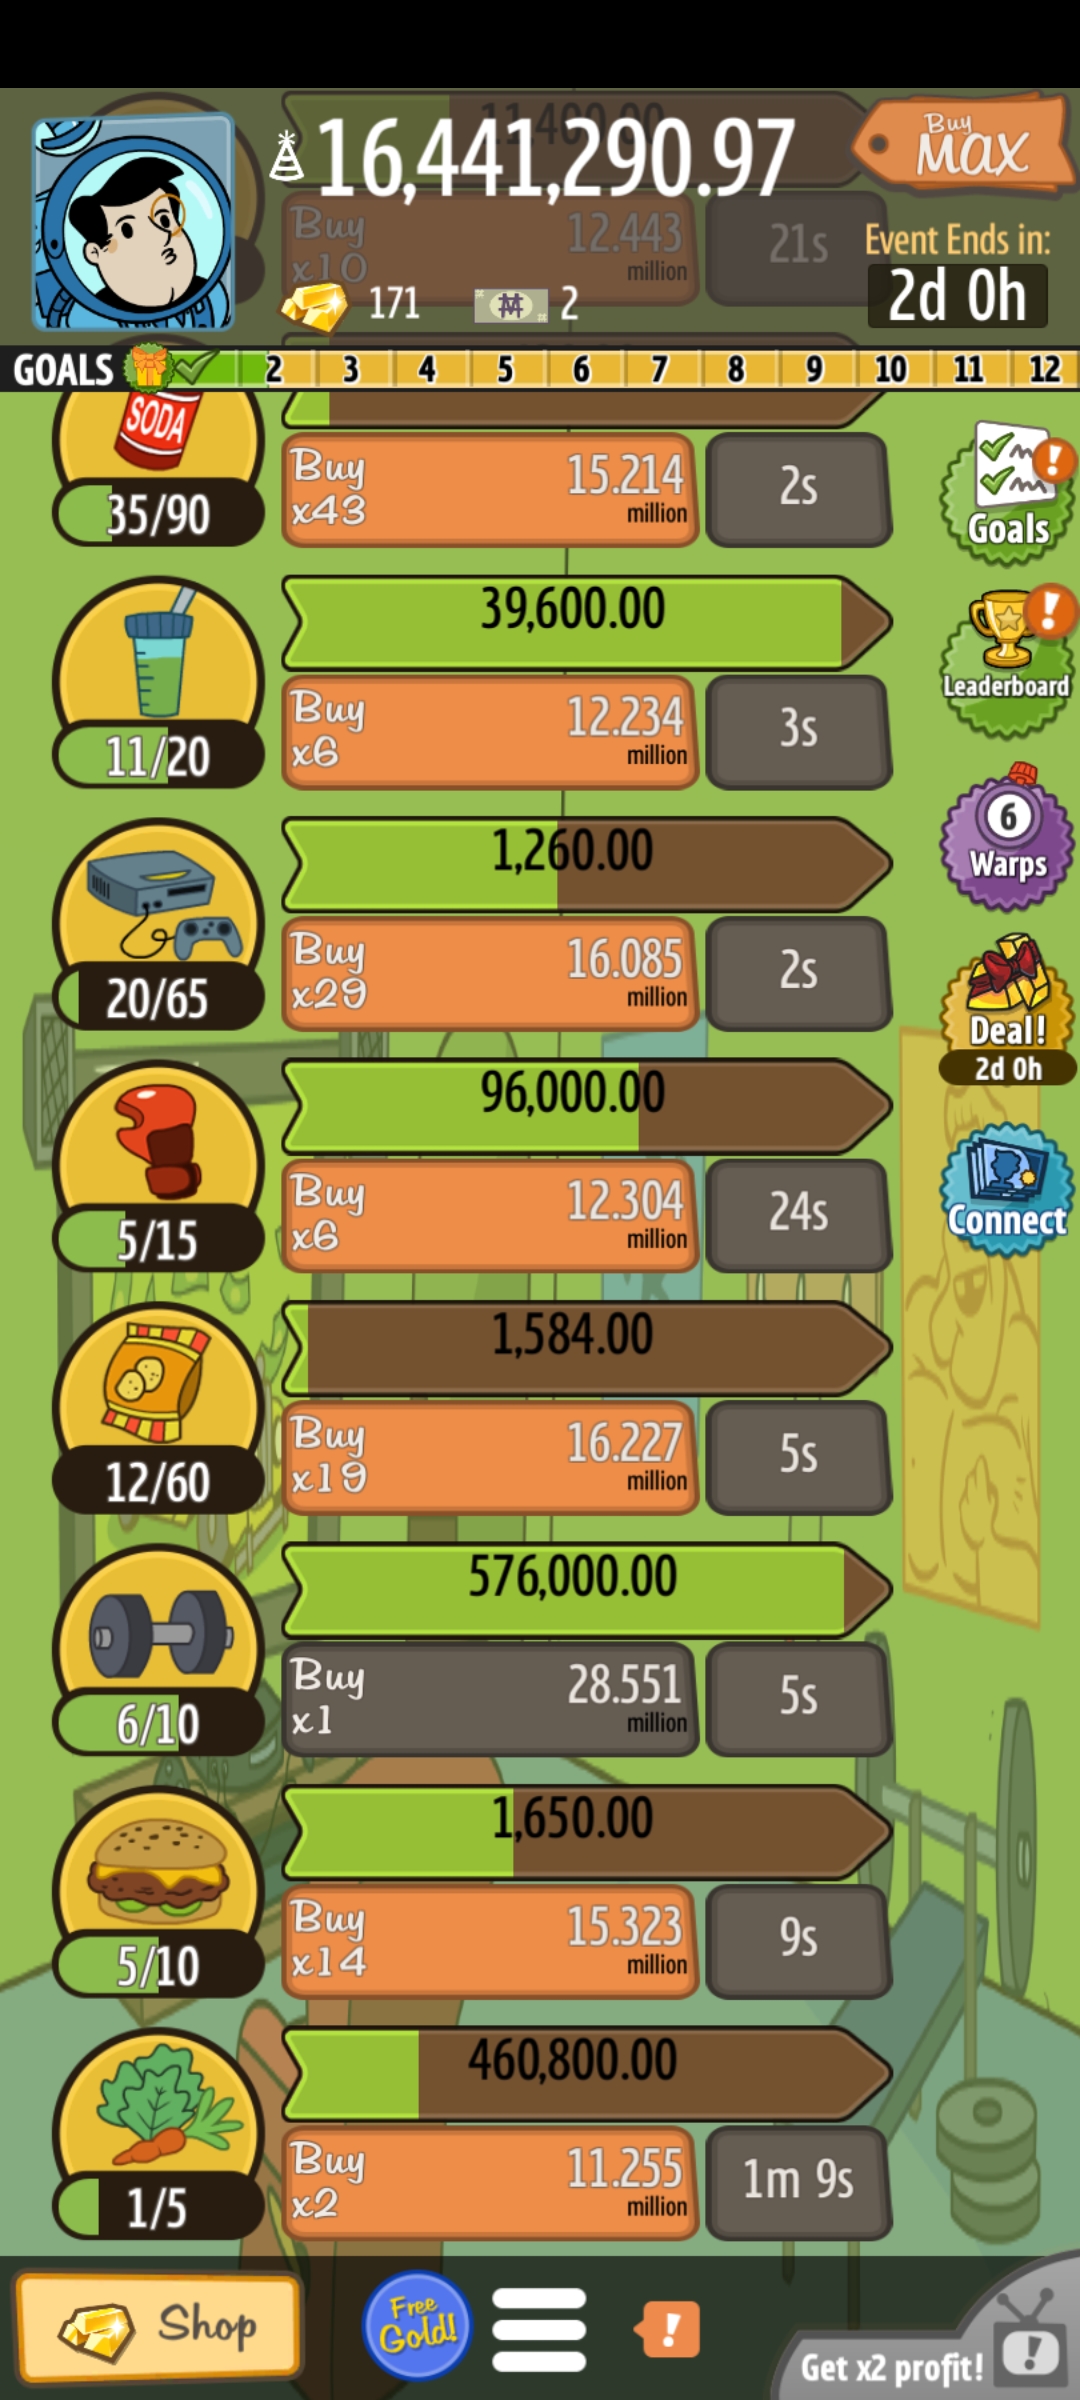 11,400.00
16,441,290.97
Buy
MAX
Buy
x10
12.443
million
21s
Event Ends in:
2d 0h
171
2
GOALS 2 3 4 5 6 7 8 9 10 11 12
SODA
35/90
Buy
x43
15.214
million
2s
Goals
39,600.00
11/20
Buy
x6
12.234
million
3s
Leaderboard
1,260.00
20/65
Buy
x29
16.085
million
2s
6
Warps
Deal!
2d 0h
96,000.00
5/15
Buy
x6
12.304
million
24s
Connect
1,584.00
12/60
Buy
x19
16.227
million
5s
576,000.00
6/10
Buy
x1
28.551
million
5s
1,650.00
5/10
Buy
x14
15.323
million
9s
460,800.00
1/5
Buy
x2
11.255
million
1m 9s
Shop
Free
Gold!
!
Get x2 profit!